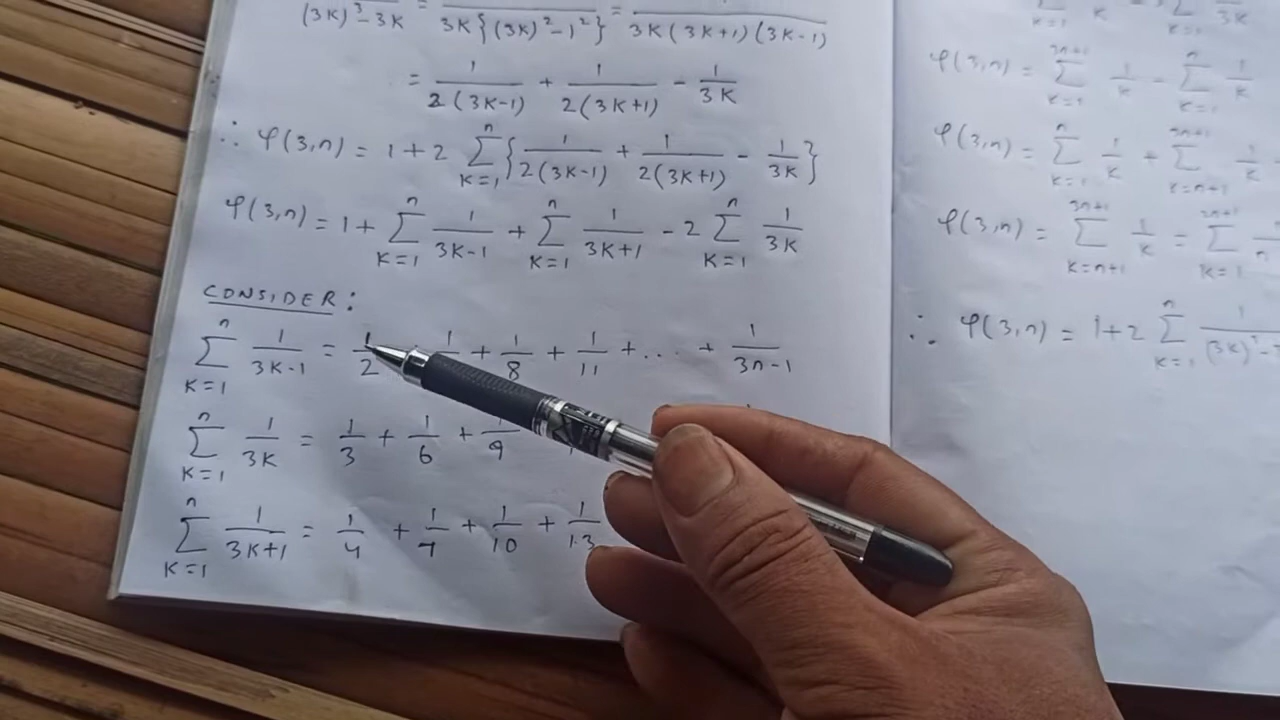 1/((3K)³-3K) = 1/(3K{(3K)²-1²}) = 1/(3K(3K+1)(3K-1))
= 1/(2(3K-1)) + 1/(2(3K+1)) - 1/(3K)
∴ φ(3,n) = 1+2 Σ_{K=1}^{n} {1/(2(3K-1)) + 1/(2(3K+1)) - 1/(3K)}
φ(3,n) = 1+ Σ_{K=1}^{n} 1/(3K-1) + Σ_{K=1}^{n} 1/(3K+1) - 2 Σ_{K=1}^{n} 1/(3K)
CONSIDER:
Σ_{K=1}^{n} 1/(3K-1) = 1/2 + 1/8 + 1/11 +... + 1/(3n-1)
Σ_{K=1}^{n} 1/(3K) = 1/3 + 1/6 + 1/9
Σ_{K=1}^{n} 1/(3K+1) = 1/4 + 1/7 + 1/10 + 1/13
φ(3,n) = Σ_{K=1}^{3n+1} 1/K - Σ_{K=1}^{n} 1/K
φ(3,n) = Σ_{K=1}^{n} 1/K + Σ_{K=n+1}^{3n+1} 1/K
φ(3,n) = Σ_{K=n+1}^{3n+1} 1/K = Σ_{K=1}^{2n+1}
∴ φ(3,n) = 1+2 Σ_{K=1}^{n} 1/(3K)³-